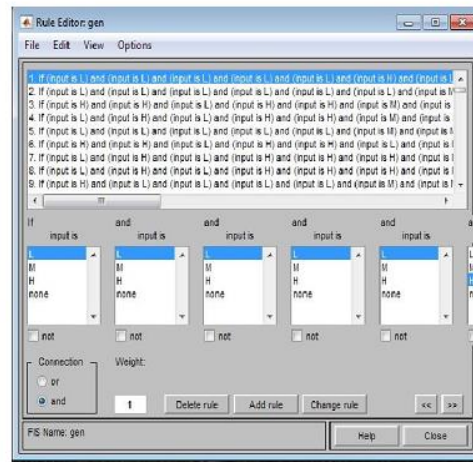 Rule Editor: gen
File Edit View Options
1. If (input is L) and (input is L) and (input is L) and (input is L) and (input is H) and (input is L
2. If (input is L) and (input is L) and (input is L) and (input is L) and (input is L) and (input is M
3. If (input is H) and (input is H) and (input is L) and (input is H) and (input is M) and (input is
4. If (input is H) and (input is L) and (input is H) and (input is H) and (input is M) and (input is
5. If (input is L) and (input is L) and (input is L) and (input is L) and (input is M) and (input is
6. If (input is H) and (input is H) and (input is H) and (input is H) and (input is L) and (input is
7. If (input is H) and (input is L) and (input is H) and (input is H) and (input is L) and (input is
8. If (input is L) and (input is H) and (input is L) and (input is L) and (input is L) and (input is
9. If (input is H) and (input is L) and (input is L) and (input is L) and (input is M) and (input is
If and and and and a
input is input is input is input is input is
L L L L L L
M M M M M M
H H H H H H
none none none none none n
not not not not not
Connection Weight:
or
and 1 Delete rule Add rule Change rule << >>
FIS Name: gen Help Close